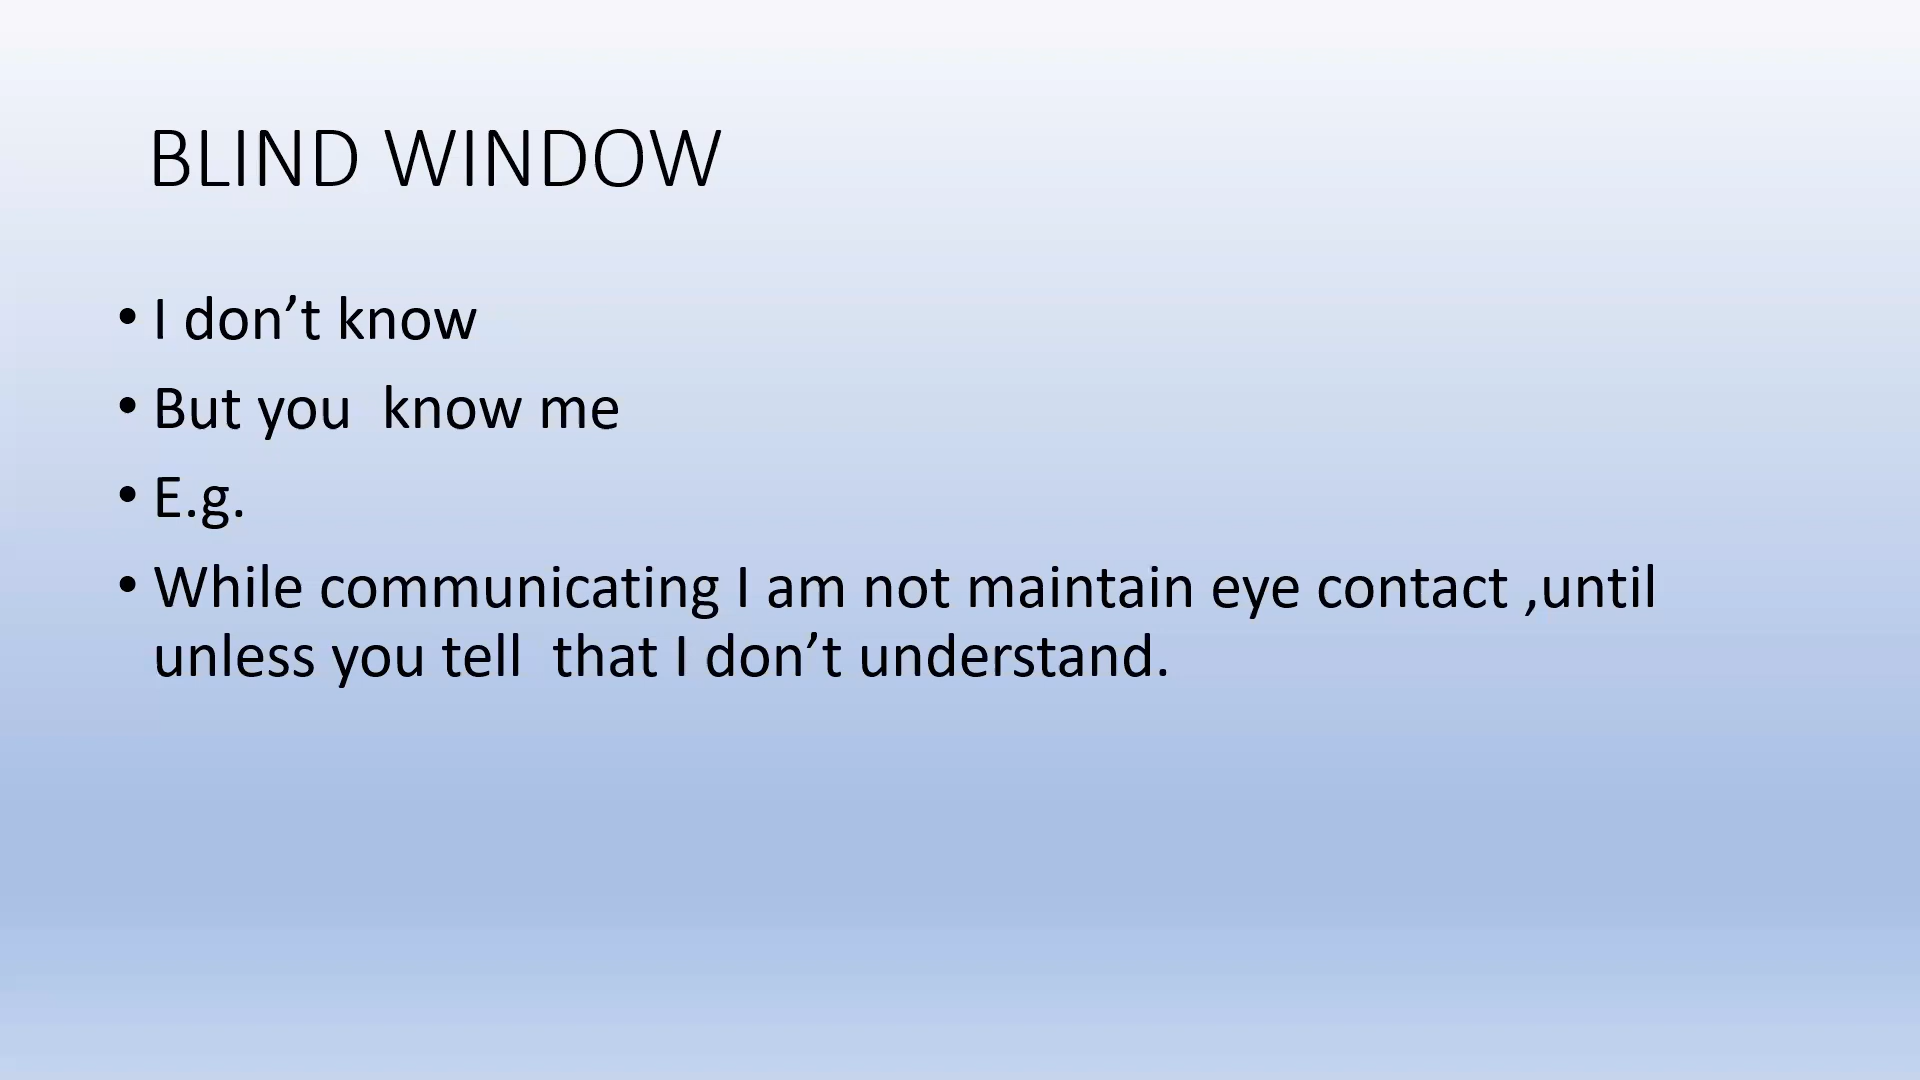 BLIND WINDOW
• I don’t know
• But you  know me
• E.g.
• While communicating I am not maintain eye contact ,until
unless you tell  that I don’t understand.